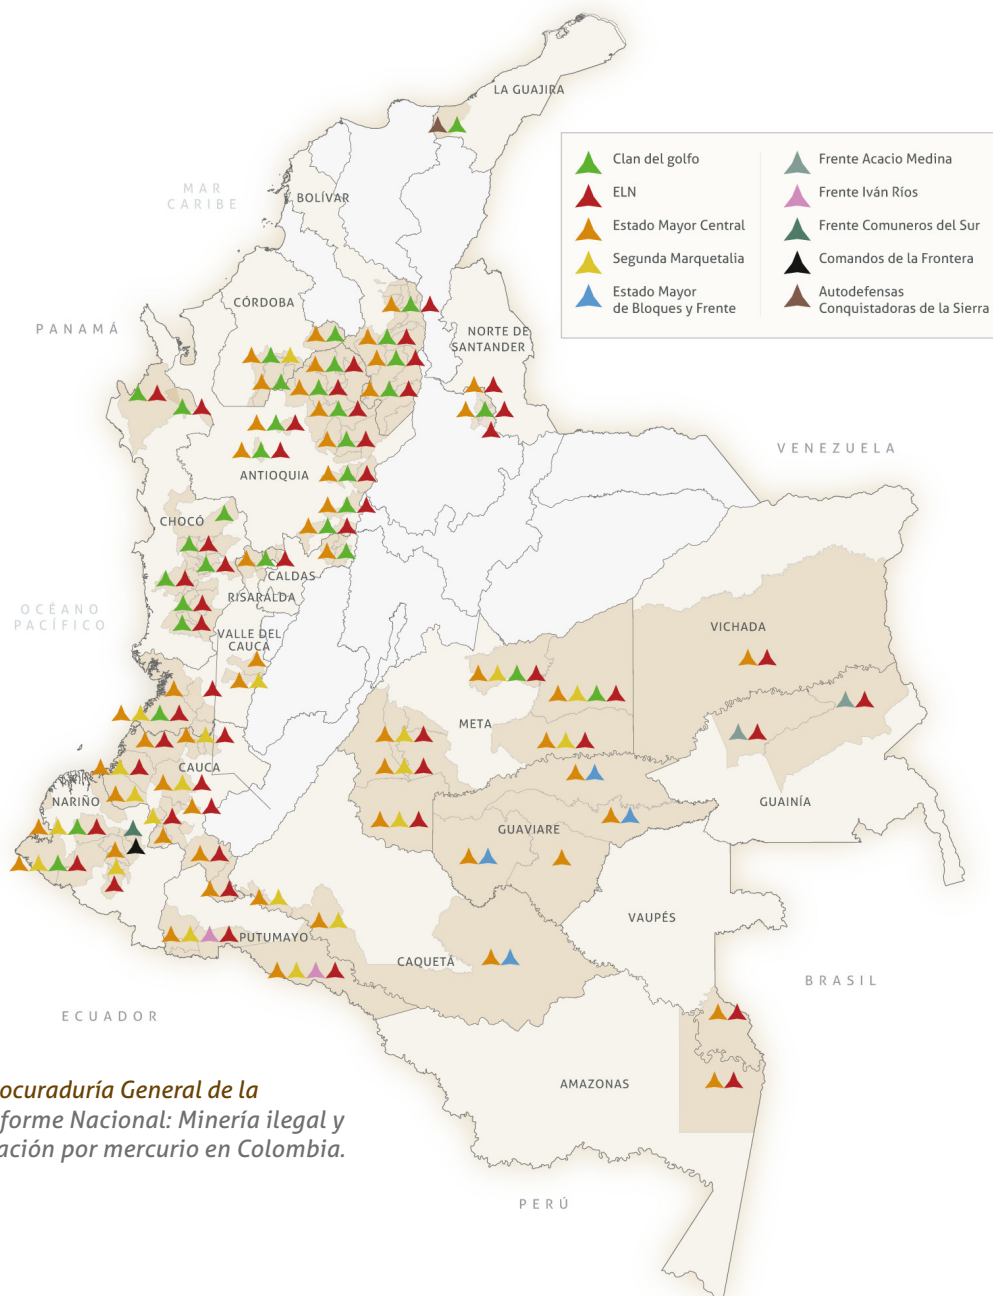 LA GUAJIRA
MAR
CARIBE
BOLÍVAR
Clan del golfo
ELN
Estado Mayor Central
Segunda Marquetalia
Estado Mayor
de Bloques y Frente
Frente Acacio Medina
Frente Iván Ríos
Frente Comuneros del Sur
Comandos de la Frontera
Autodefensas
Conquistadoras de la Sierra
CÓRDOBA
PANAMÁ
NORTE DE
SANTANDER
VENEZUELA
ANTIOQUIA
CHOCÓ
CALDAS
RISARALDA
OCÉANO
PACÍFICO
VALLE DEL
CAUCA
VICHADA
META
CAUCA
NARIÑO
GUAINÍA
GUAVIARE
VAUPÉS
PUTUMAYO
CAQUETÁ
BRASIL
ECUADOR
AMAZONAS
ocuraduría General de la
forme Nacional: Minería ilegal y
ación por mercurio en Colombia.
PERÚ